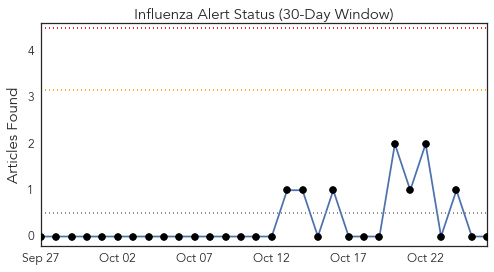 Influenza Alert Status (30-Day Window)
Articles Found
4
3
2
1
0
Sep 27 Oct 02 Oct 07 Oct 12 Oct 17 Oct 22